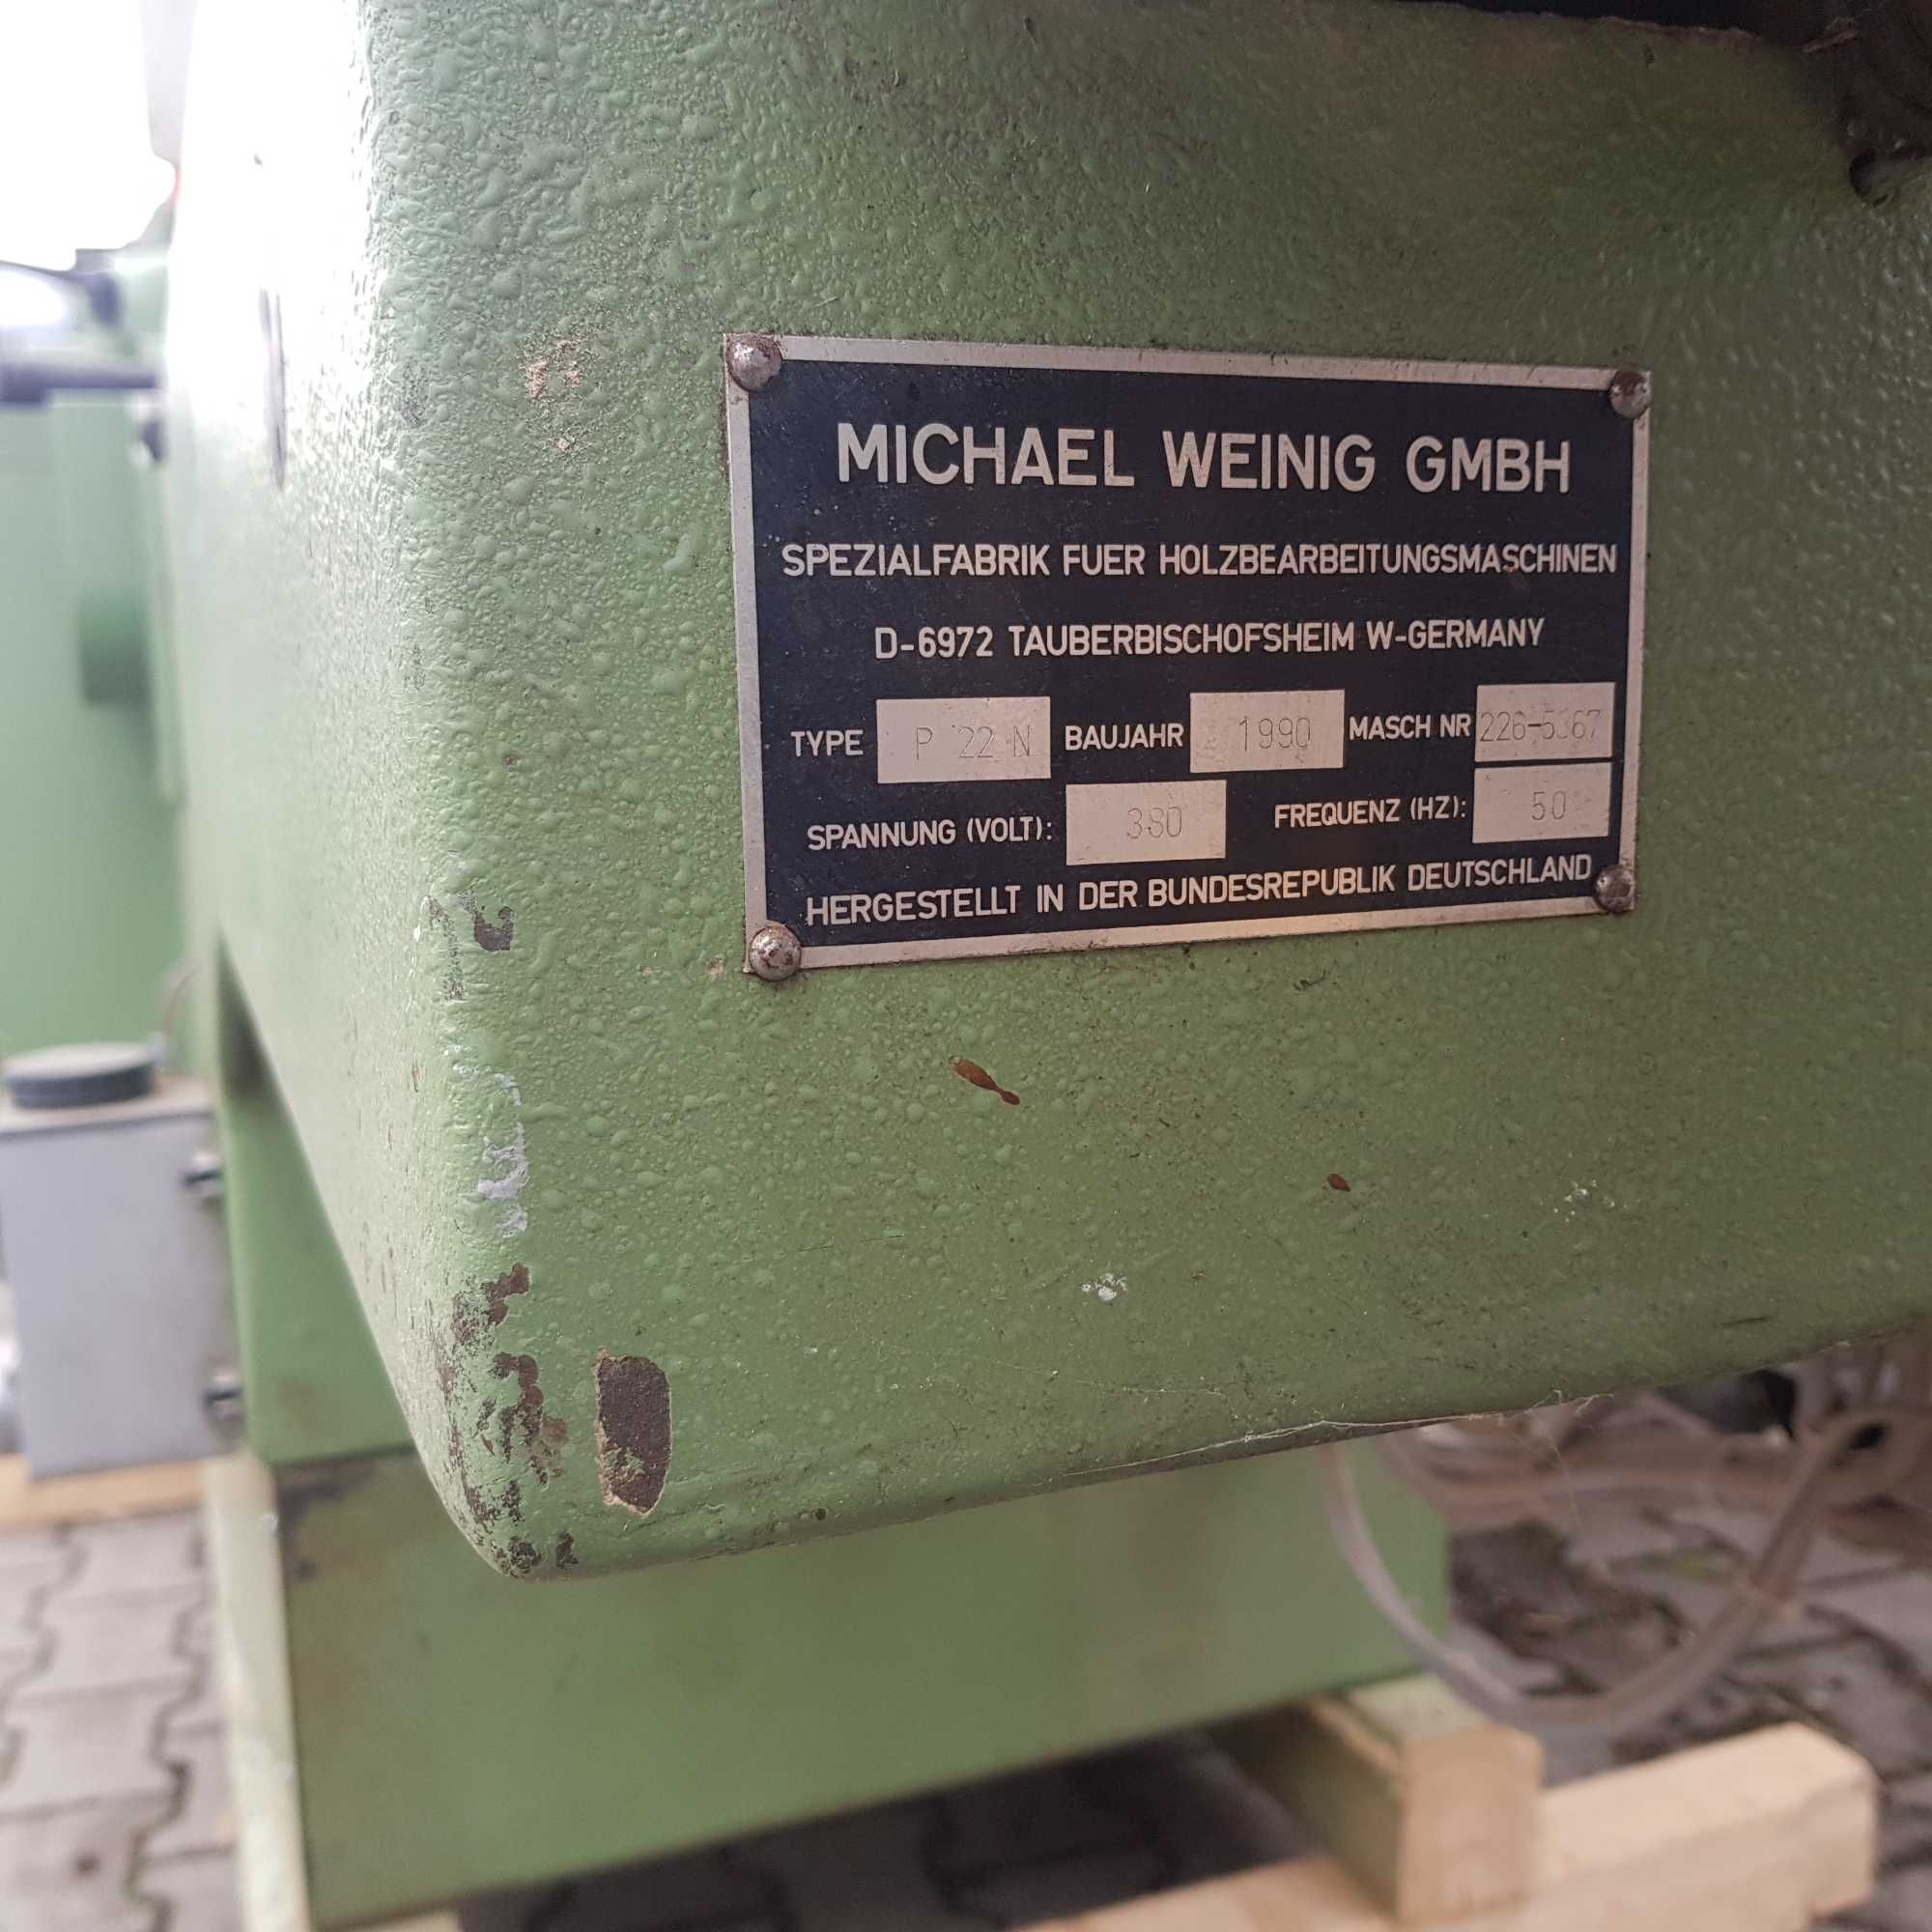 MICHAEL WEINIG GMBH
SPEZIALFABRIK FUER HOLZBEARBEITUNGSMASCHINEN
D-6972 TAUBERBISCHOFSHEIM W-GERMANY
TYPE P 22 N BAUJAHR 1990 MASCH NR
SPANNUNG (VOLT): 380 FREQUENZ (HZ): 50
HERGESTELLT IN DER BUNDESREPUBLIK DEUTSCHLAND